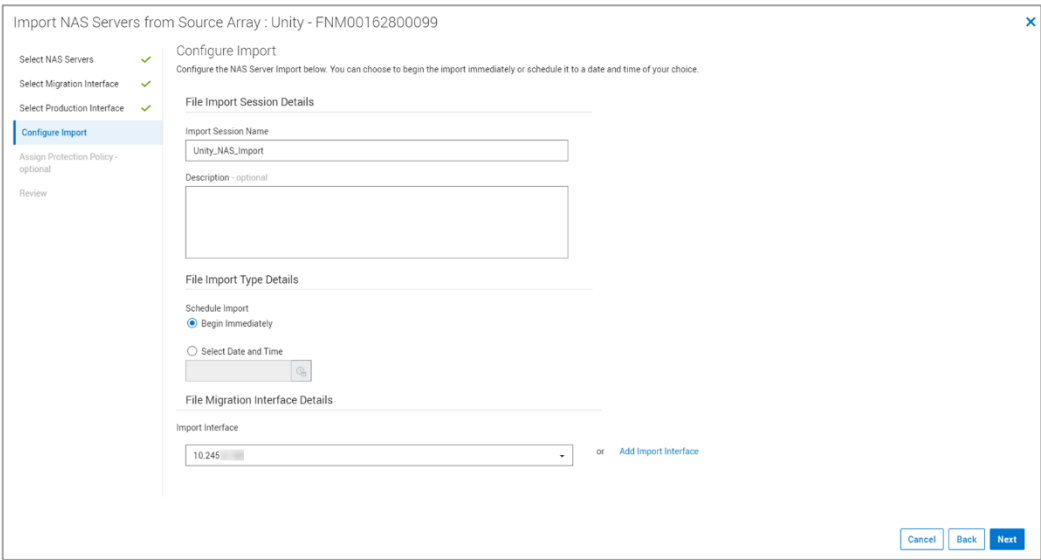 Import NAS Servers from Source Array : Unity - FNM00162800099
Select NAS Servers
Select Migration Interface
Select Production Interface
Configure Import
Assign Protection Policy -
optional
Review
Configure Import
Configure the NAS Server Import below. You can choose to begin the import immediately or schedule it to a date and time of your choice.
File Import Session Details
Import Session Name
Unity_NAS_Import
Description - optional
File Import Type Details
Schedule Import
Begin Immediately
Select Date and Time
File Migration Interface Details
Import Interface
10.245
or Add Import Interface
Cancel Back Next